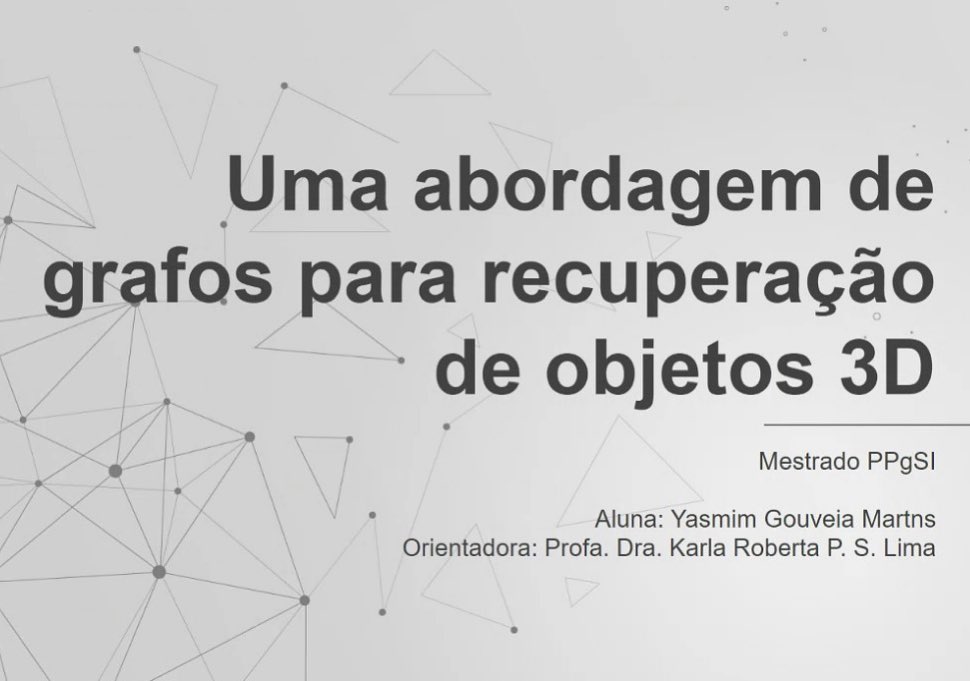 Uma abordagem de
grafos para recuperação
de objetos 3D
Mestrado PPgSI
Aluna: Yasmim Gouveia Martns
Orientadora: Profa. Dra. Karla Roberta P. S. Lima